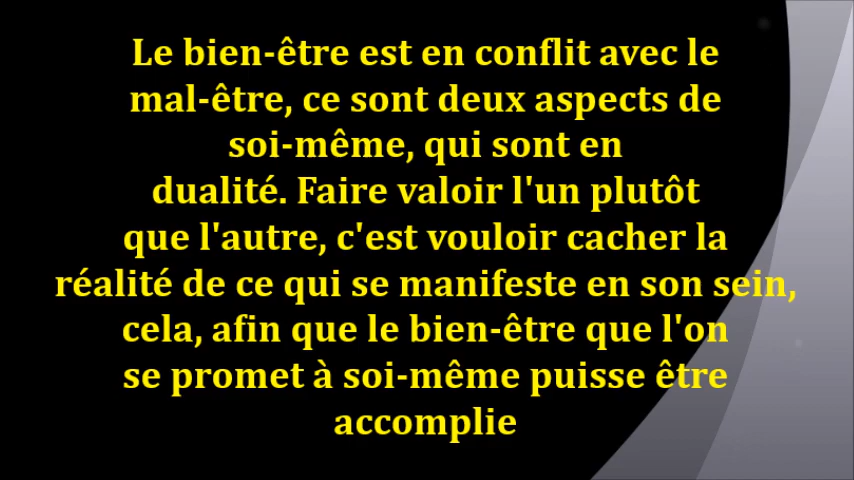 Le bien-être est en conflit avec le
mal-être, ce sont deux aspects de
soi-même, qui sont en
dualité. Faire valoir l'un plutôt
que l'autre, c'est vouloir cacher la
réalité de ce qui se manifeste en son sein,
cela, afin que le bien-être que l'on
se promet à soi-même puisse être
accomplie